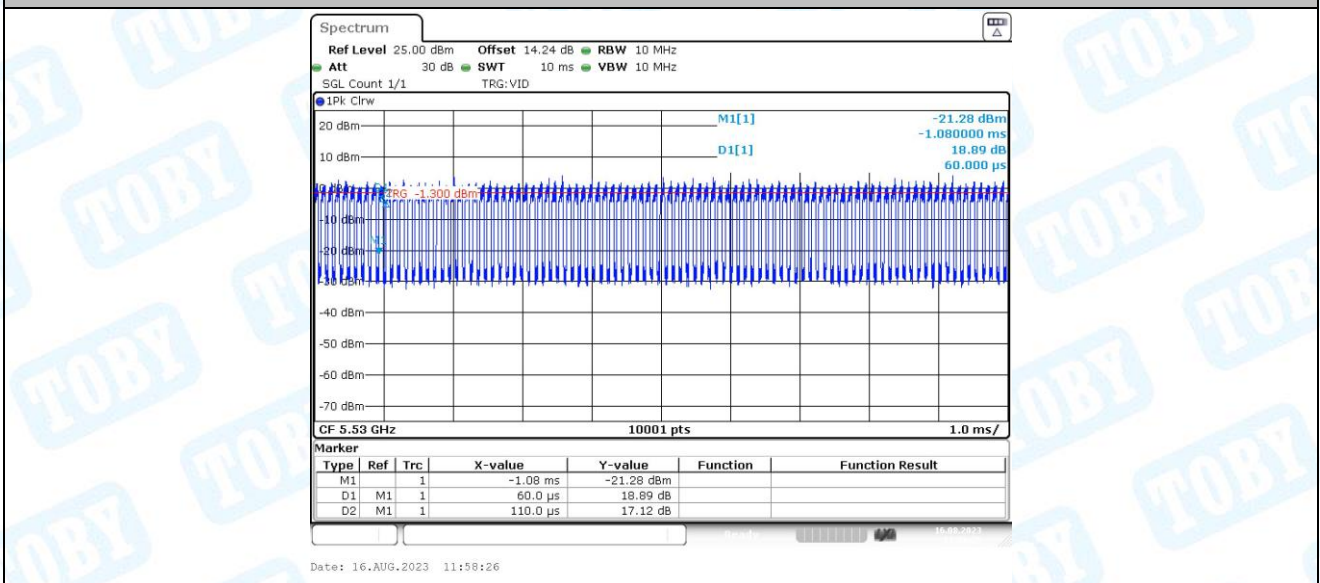 Spectrum
Ref Level 25.00 dBm Offset 14.24 dB RBW 10 MHz
Att 30 dB SWT 10 ms VBW 10 MHz
SGL Count 1/1 TRG:VID
1Pk Clrw
M1[1] -21.28 dBm
-1.080000 ms
D1[1] 18.89 dB
60.000 µs
20 dBm
10 dBm
0 dBm
TRG -1.300 dBm
-10 dBm
-20 dBm
-30 dBm
-40 dBm
-50 dBm
-60 dBm
-70 dBm
CF 5.53 GHz 10001 pts 1.0 ms/
Marker
Type Ref Trc X-value Y-value Function Function Result
M1 1 -1.08 ms -21.28 dBm
D1 M1 1 60.0 µs 18.89 dB
D2 M1 1 110.0 µs 17.12 dB
Ready 16.08.2023
Date: 16.AUG.2023 11:58:26
TOBY